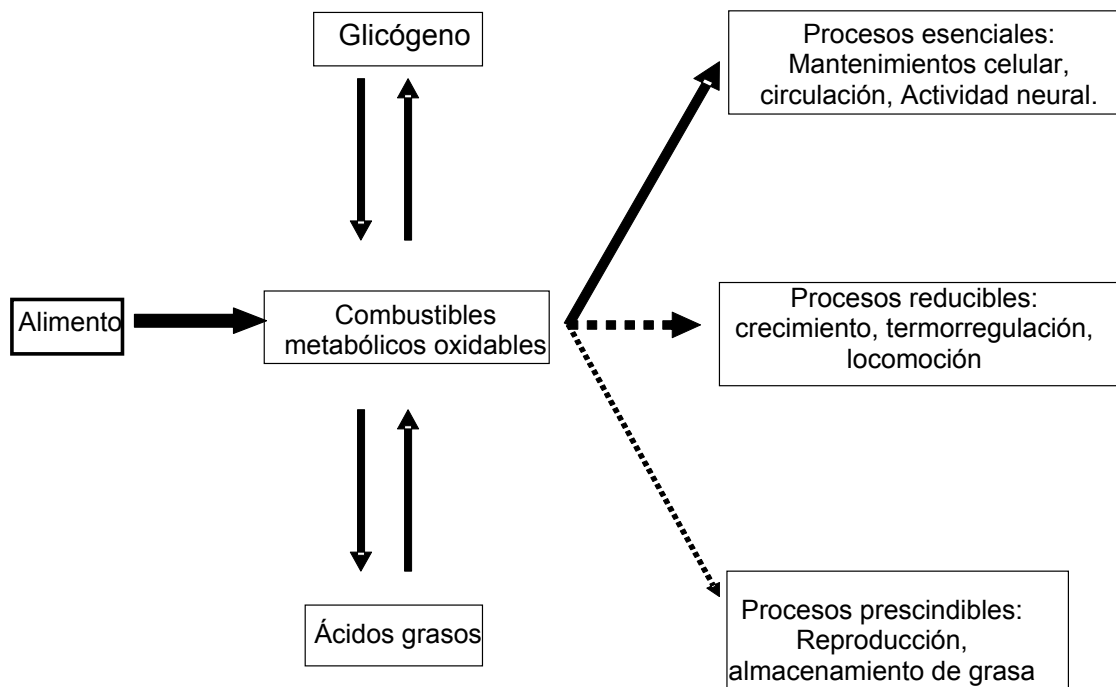 Glicógeno
Procesos esenciales:
Mantenimientos celular,
circulación, Actividad neural.
Alimento
Combustibles
metabólicos oxidables
Procesos reducibles:
crecimiento, termorregulación,
locomoción
Ácidos grasos
Procesos prescindibles:
Reproducción,
almacenamiento de grasa